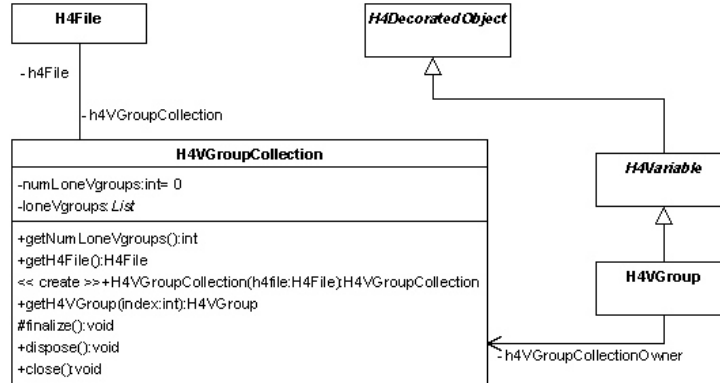 H4File
H4DecoratedObject
- h4File
- h4VGroupCollection
H4VGroupCollection
-numLoneVgroups:int= 0
-loneVgroups: List
+getNumLoneVgroups():int
+getH4File():H4File
<< create >>+H4VGroupCollection(h4file:H4File):H4VGroupCollection
+getH4VGroup(index:int):H4VGroup
#finalize():void
+dispose():void
+close():void
H4Variable
H4VGroup
- h4VGroupCollectionOwner